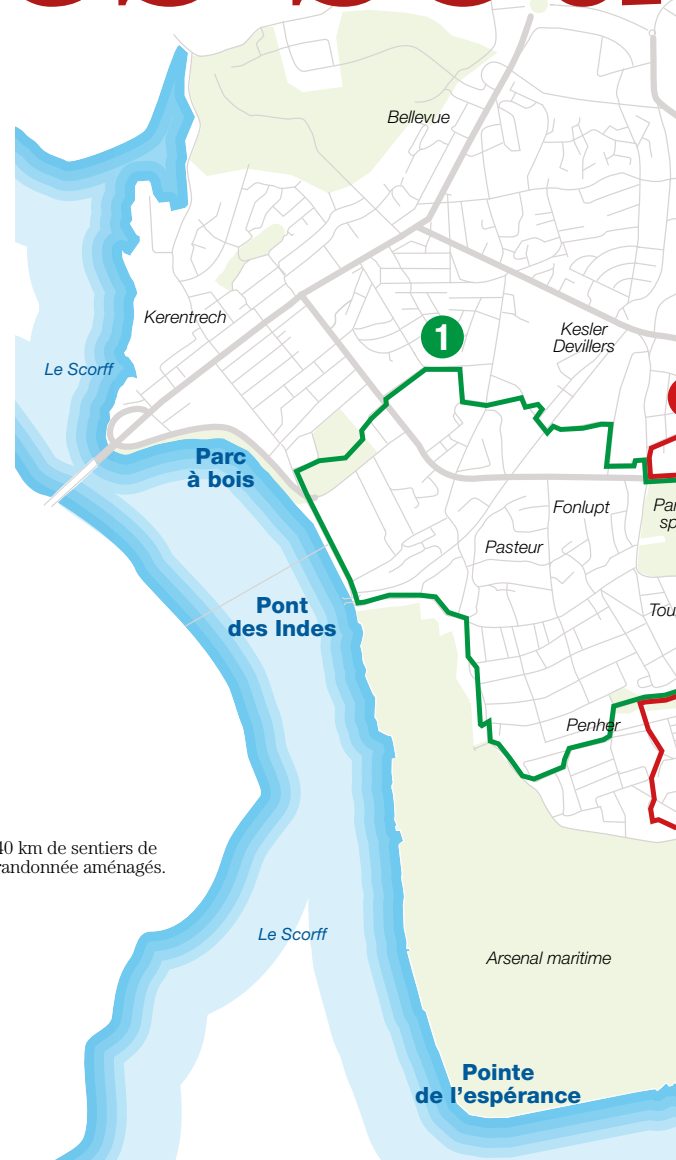 Bellevue
Kerentrech
1
Kesler
Devillers
Le Scorff
Parc
à bois
Fonlupt
Pasteur
Pont
des Indes
Penher
40 km de sentiers de
randonnée aménagés.
Le Scorff
Arsenal maritime
Pointe
de l'espérance